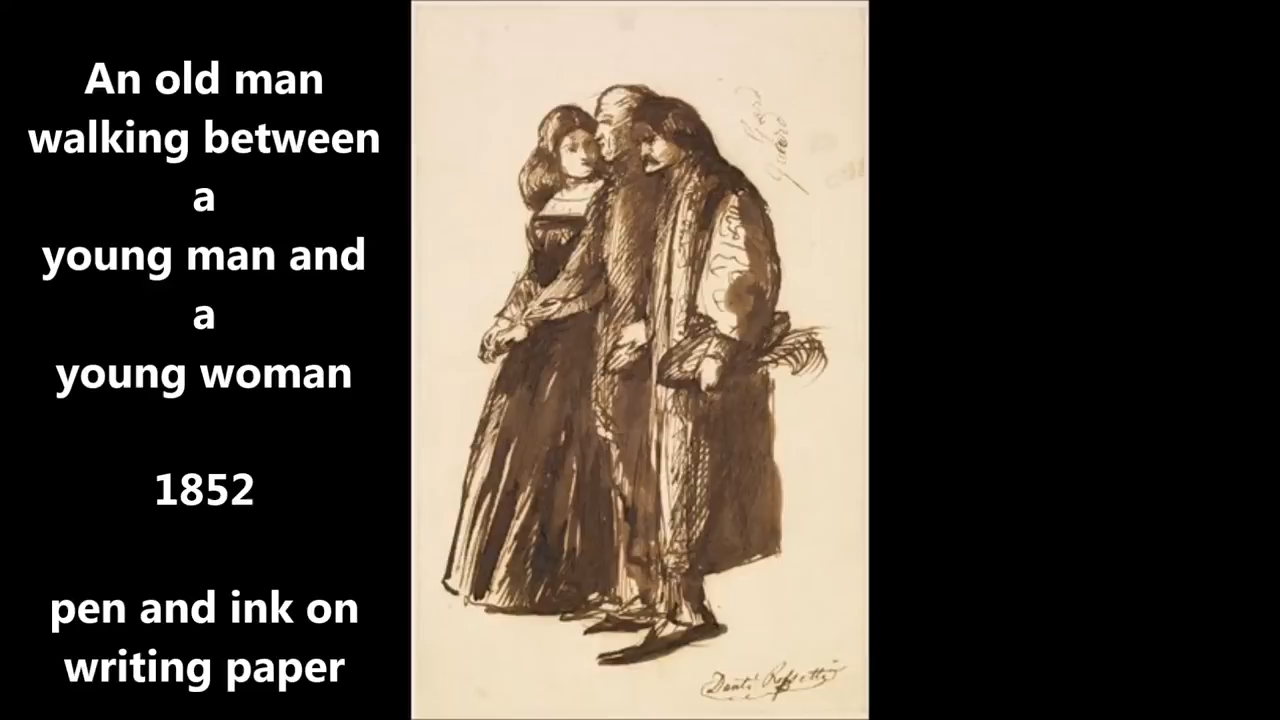 An old man
walking between
a
young man and
a
young woman
1852
pen and ink on
writing paper
Dante Rossetti